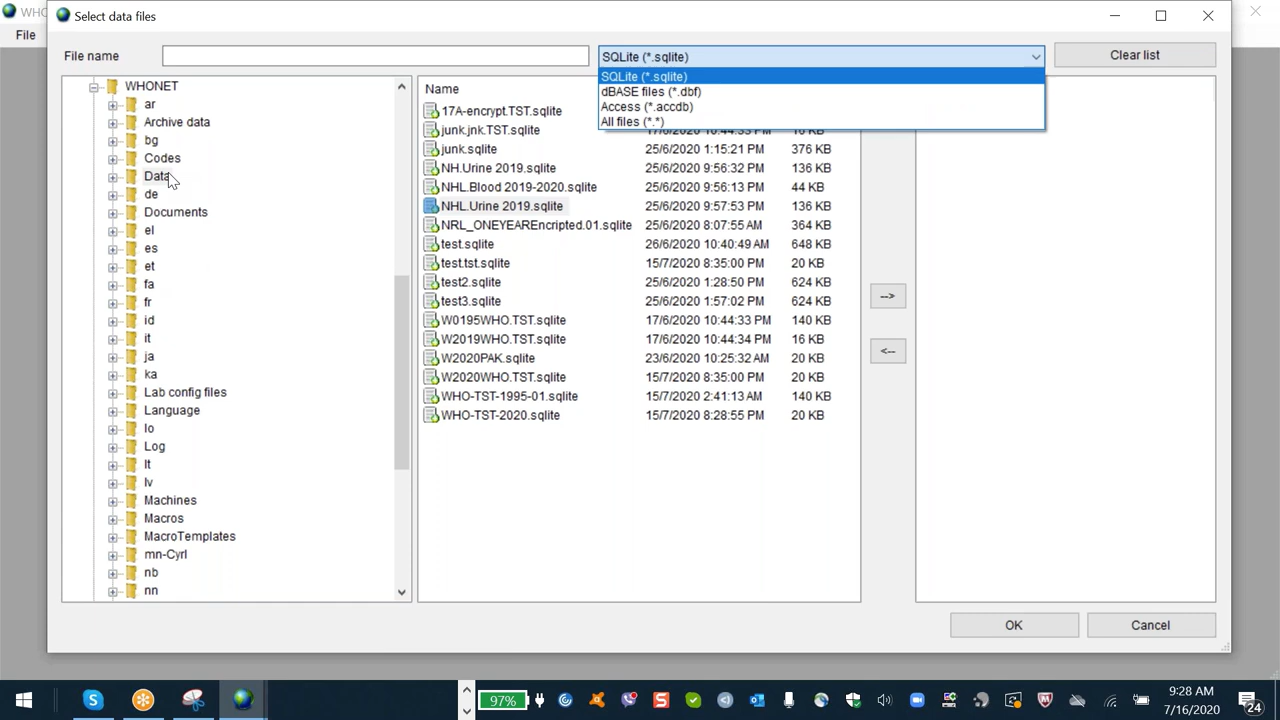 WHO
Select data files
File
File name
SQLite (*.sqlite)
Clear list
SQLite (*.sqlite)
dBASE files (*.dbf)
Access (*.accdb)
All files (*.*)
WHONET
ar
Archive data
bg
Codes
Data
de
Documents
el
es
et
fa
fr
id
it
ja
ka
Lab config files
Language
lo
Log
lt
lv
Machines
Macros
MacroTemplates
mn-Cyrl
nb
nn
Name
17A-encrypt.TST.sqlite
junk.jnk.TST.sqlite
junk.sqlite 25/6/2020 1:15:21 PM 376 KB
NH.Urine 2019.sqlite 25/6/2020 9:56:32 PM 136 KB
NHL.Blood 2019-2020.sqlite 25/6/2020 9:56:13 PM 44 KB
NHL.Urine 2019.sqlite 25/6/2020 9:57:53 PM 136 KB
NRL_ONEYEAREncripted.01.sqlite 25/6/2020 8:07:55 AM 364 KB
test.sqlite 26/6/2020 10:40:49 AM 648 KB
test.tst.sqlite 15/7/2020 8:35:00 PM 20 KB
test2.sqlite 25/6/2020 1:28:50 PM 624 KB
test3.sqlite 25/6/2020 1:57:02 PM 624 KB
W0195WHO.TST.sqlite 17/6/2020 10:44:33 PM 140 KB
W2019WHO.TST.sqlite 17/6/2020 10:44:34 PM 16 KB
W2020PAK.sqlite 23/6/2020 10:25:32 AM 20 KB
W2020WHO.TST.sqlite 15/7/2020 8:35:00 PM 20 KB
WHO-TST-1995-01.sqlite 15/7/2020 2:41:13 AM 140 KB
WHO-TST-2020.sqlite 15/7/2020 8:28:55 PM 20 KB
-->
<--
OK
Cancel
97%
9:28 AM
7/16/2020
24